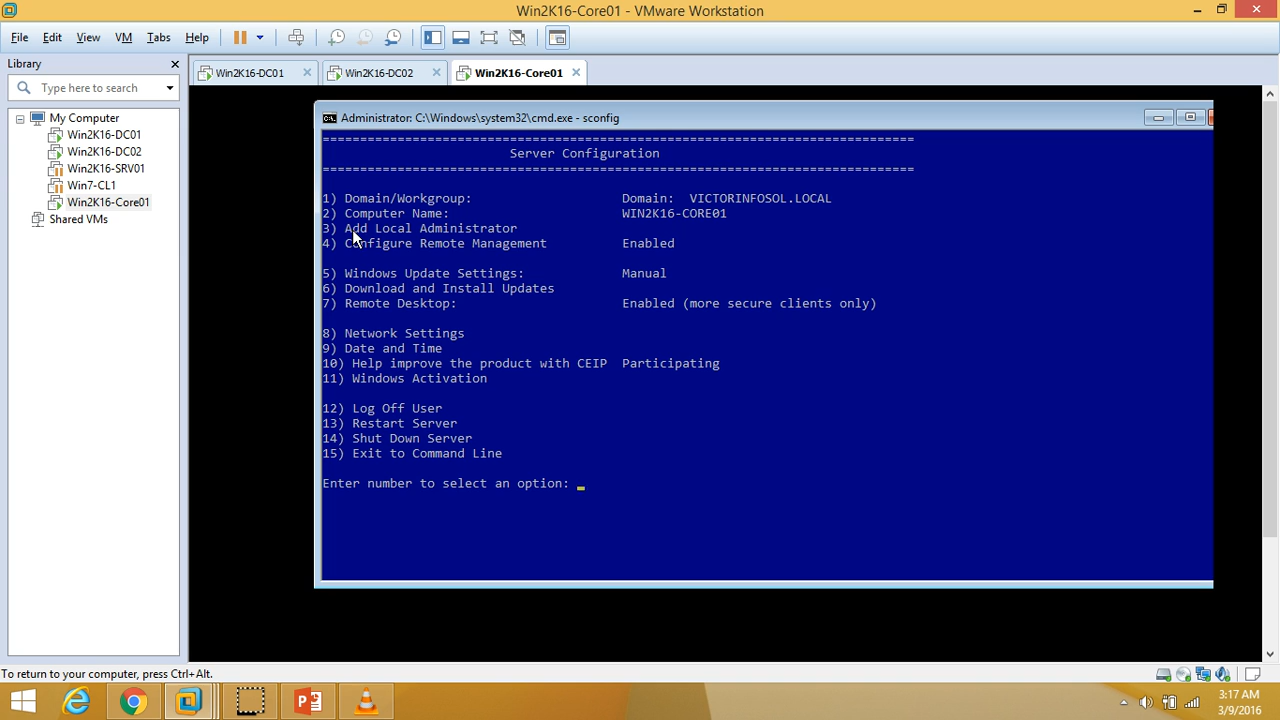 Win2K16-Core01 - VMware Workstation
File Edit View VM Tabs Help
Library
Type here to search
My Computer
Win2K16-DC01
Win2K16-DC02
Win2K16-SRV01
Win7-CL1
Win2K16-Core01
Shared VMs
Win2K16-DC01 Win2K16-DC02 Win2K16-Core01
Administrator: C:\Windows\system32\cmd.exe - sconfig
===============================================================================
Server Configuration
===============================================================================
1) Domain/Workgroup: Domain: VICTORINFOSOL.LOCAL
2) Computer Name: WIN2K16-CORE01
3) Add Local Administrator
4) Configure Remote Management Enabled
5) Windows Update Settings: Manual
6) Download and Install Updates
7) Remote Desktop: Enabled (more secure clients only)
8) Network Settings
9) Date and Time
10) Help improve the product with CEIP Participating
11) Windows Activation
12) Log Off User
13) Restart Server
14) Shut Down Server
15) Exit to Command Line
Enter number to select an option:
To return to your computer, press Ctrl+Alt.
3:17 AM
3/9/2016